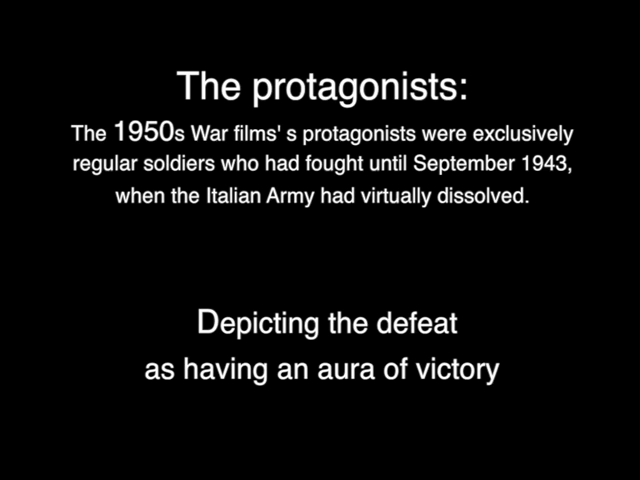 The protagonists:
The 1950s War films' s protagonists were exclusively
regular soldiers who had fought until September 1943,
when the Italian Army had virtually dissolved.
Depicting the defeat
as having an aura of victory